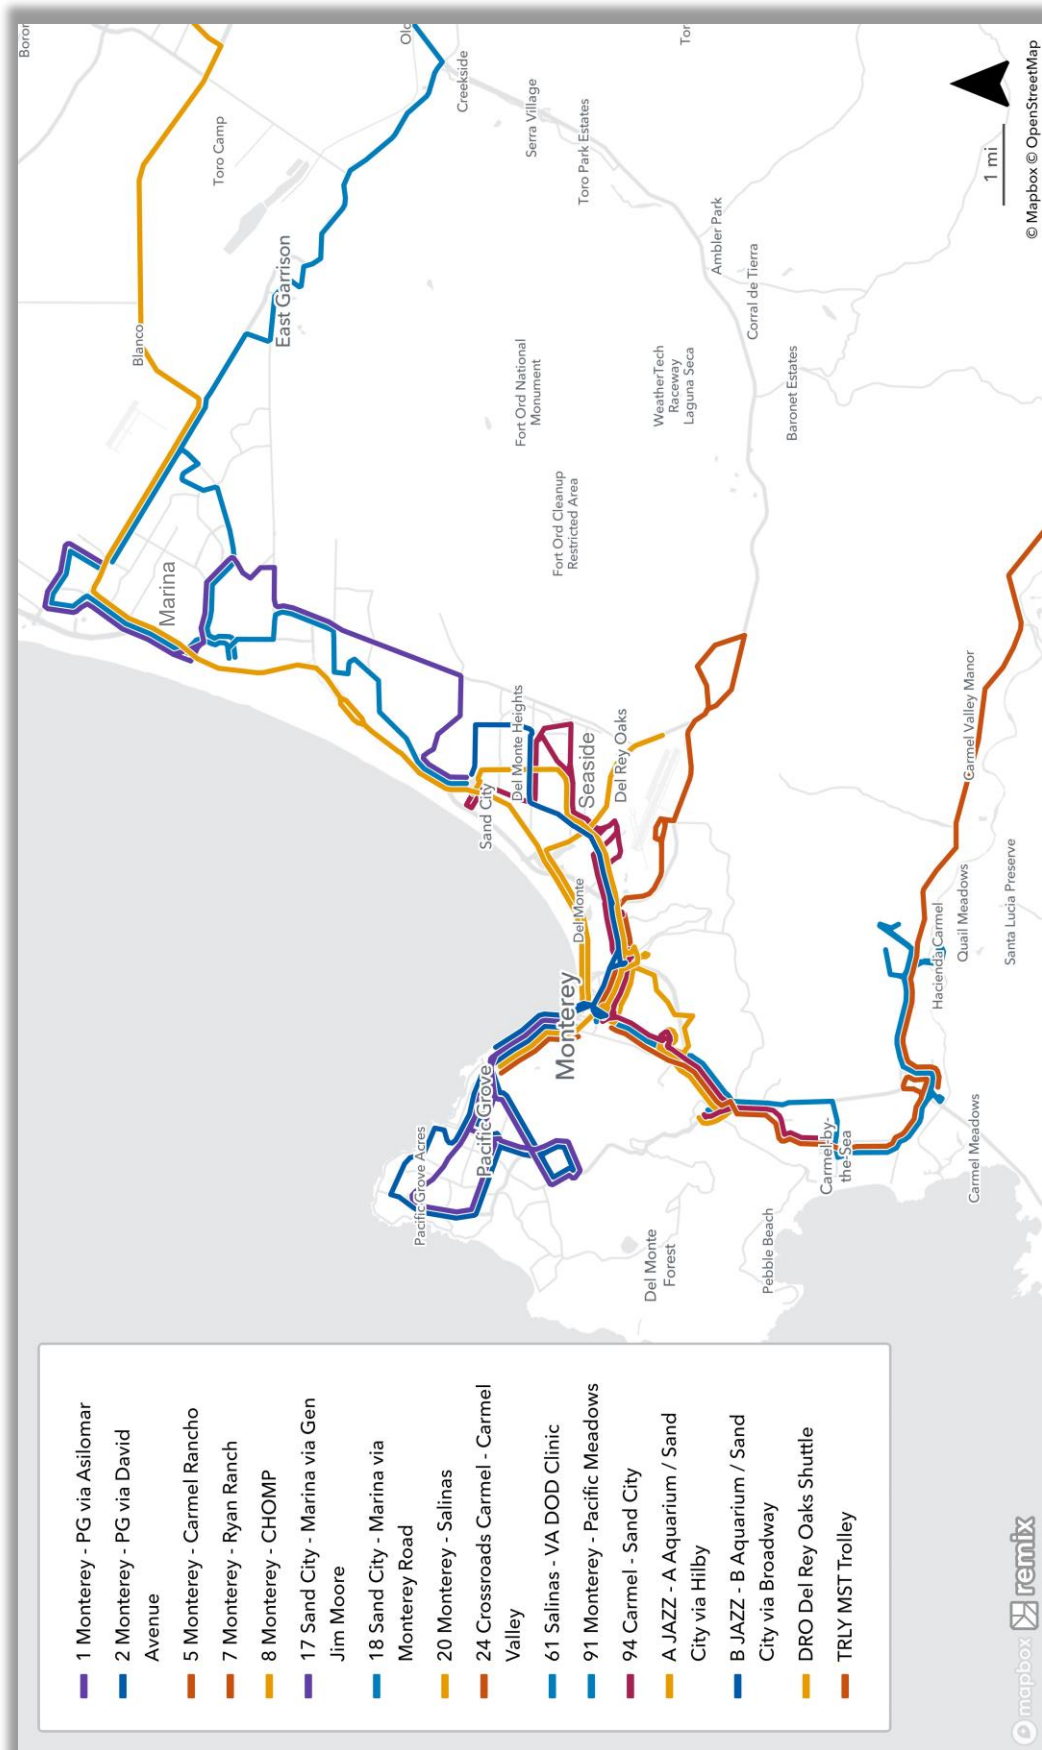 1 Monterey - PG via Asilomar
2 Monterey - PG via David
Avenue
5 Monterey - Carmel Rancho
7 Monterey - Ryan Ranch
8 Monterey - CHOMP
17 Sand City - Marina via Gen
Jim Moore
18 Sand City - Marina via
Monterey Road
20 Monterey - Salinas
24 Crossroads Carmel - Carmel
Valley
61 Salinas - VA DOD Clinic
91 Monterey - Pacific Meadows
94 Carmel - Sand City
A JAZZ - A Aquarium / Sand
City via Hilby
B JAZZ - B Aquarium / Sand
City via Broadway
DRO Del Rey Oaks Shuttle
TRLY MST Trolley
Boron
Toro Camp
Blanco
East Garrison
Marina
Creekside
Serra Village
Toro Park Estates
Ambler Park
Corral de Tierra
Baronet Estates
Fort Ord National
Monument
WeatherTech
Raceway
Laguna Seca
Fort Ord Cleanup
Restricted Area
Sand City
Del Monte Heights
Seaside
Del Rey Oaks
Del Monte
Monterey
Pacific Grove
Pacific Grove Acres
Del Monte
Forest
Pebble Beach
Carmel-by-
the-Sea
Carmel Meadows
Hacienda Carmel
Quail Meadows
Santa Lucia Preserve
Carmel Valley Manor
1 mi
© Mapbox © OpenStreetMap
mapbox remix